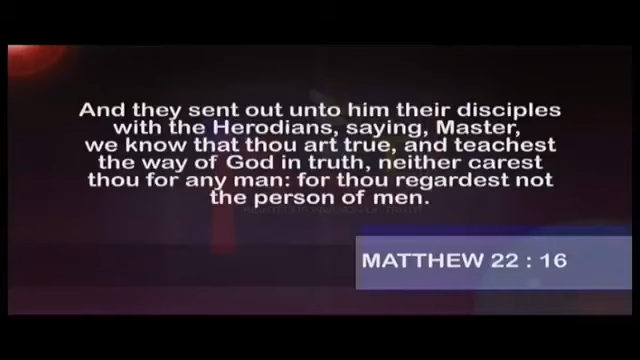 And they sent out unto him their disciples
with the Herodians, saying, Master,
we know that thou art true, and teachest
the way of God in truth, neither carest
thou for any man: for thou regardest not
the person of men.
MATTHEW 22 : 16